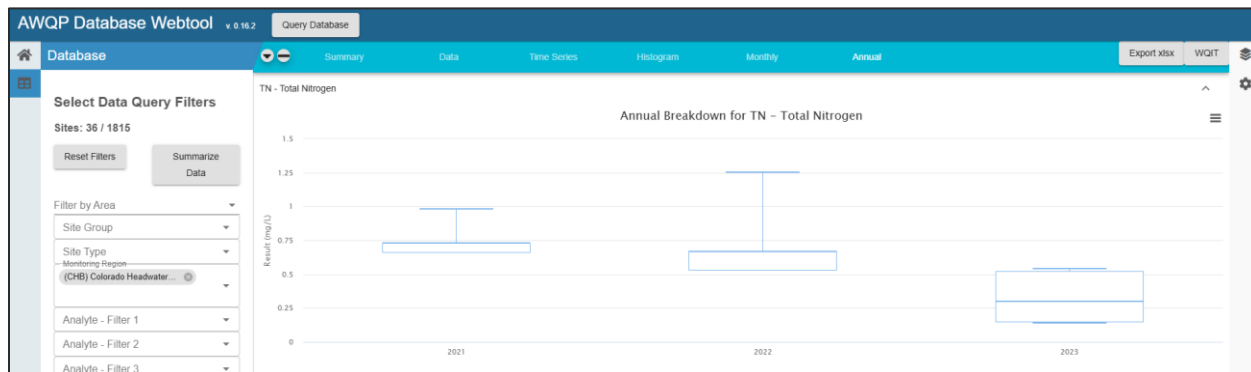 AWQP Database Webtool v. 0.16.2 Query Database
Database
Summary Data Time Series Histogram Monthly Annual Export xlsx WQIT
Select Data Query Filters
Sites: 36 / 1815
Reset Filters
Summarize
Data
Filter by Area
Site Group
Site Type
Monitoring Region
(CHB) Colorado Headwater...
Analyte - Filter 1
Analyte - Filter 2
Analyte - Filter 3
TN - Total Nitrogen
Annual Breakdown for TN – Total Nitrogen
Result (mg/L)
1.5
1.25
1
0.75
0.5
0.25
0
2021 2022 2023